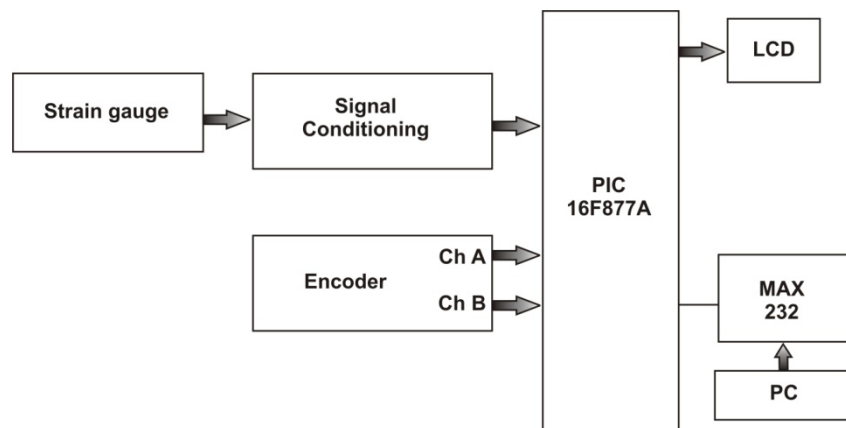 LCD
Strain gauge
Signal
Conditioning
PIC
16F877A
Ch A
Encoder
Ch B
MAX
232
PC